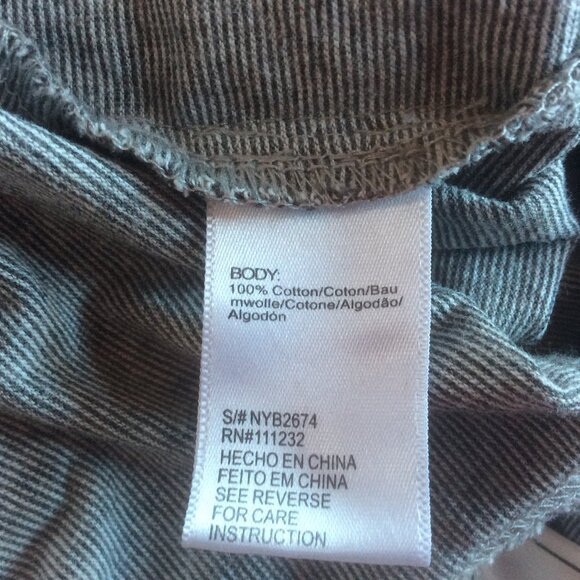 BODY:
100% Cotton/Coton/Bau
mwolle/Cotone/Algodão/
Algodón
S/# NYB2674
RN#111232
HECHO EN CHINA
FEITO EM CHINA
SEE REVERSE
FOR CARE
INSTRUCTION